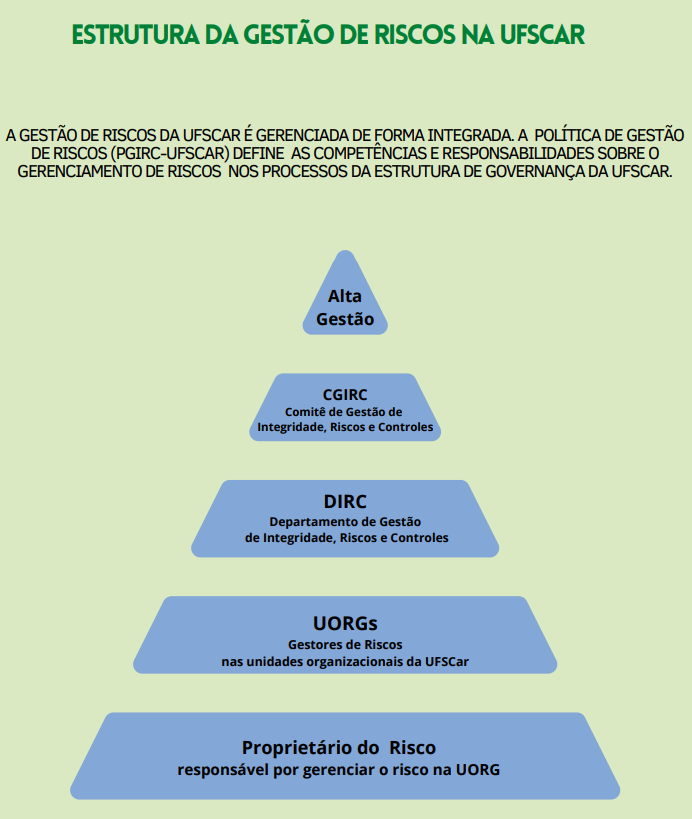 ESTRUTURA DA GESTÃO DE RISCOS NA UFSCAR
A GESTÃO DE RISCOS DA UFSCAR É GERENCIADA DE FORMA INTEGRADA. A POLÍTICA DE GESTÃO
DE RISCOS (PGIRC-UFSCAR) DEFINE AS COMPETÊNCIAS E RESPONSABILIDADES SOBRE O
GERENCIAMENTO DE RISCOS NOS PROCESSOS DA ESTRUTURA DE GOVERNANÇA DA UFSCAR.
Alta
Gestão
CGIRC
Comitê de Gestão de
Integridade, Riscos e Controles
DIRC
Departamento de Gestão
de Integridade, Riscos e Controles
UORGs
Gestores de Riscos
nas unidades organizacionais da UFSCar
Proprietário do Risco
responsável por gerenciar o risco na UORG